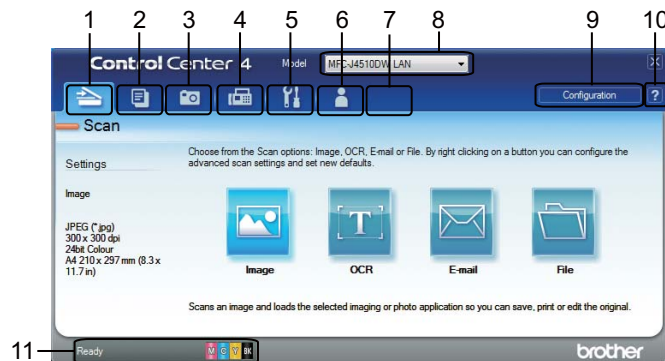 1 2 3 4 5 6 7 8 9 10
Control Center 4 Model MFC-J4510DW LAN
Configuration ?
Scan
Settings
Choose from the Scan options: Image, OCR, E-mail or File. By right clicking on a button you can configure the
advanced scan settings and set new defaults.
Image
JPEG (*.jpg)
300 x 300 dpi
24bit Colour
A4 210 x 297 mm (8.3 x
11.7 in)
T
Image OCR E-mail File
Scans an image and loads the selected imaging or photo application so you can save, print or edit the original.
11 Ready M C Y BK brother